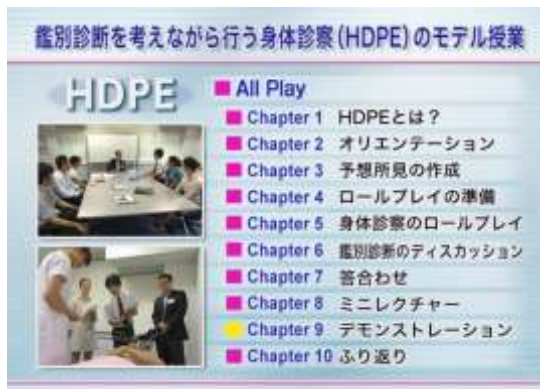 鑑別診断を考えながら行う身体診察(HDPE)のモデル授業
HDPE
All Play
Chapter 1 HDPEとは？
Chapter 2 オリエンテーション
Chapter 3 予想所見の作成
Chapter 4 ロールプレイの準備
Chapter 5 身体診察のロールプレイ
Chapter 6 鑑別診断のディスカッション
Chapter 7 答合わせ
Chapter 8 ミニレクチャー
Chapter 9 デモンストレーション
Chapter 10 ふり返り